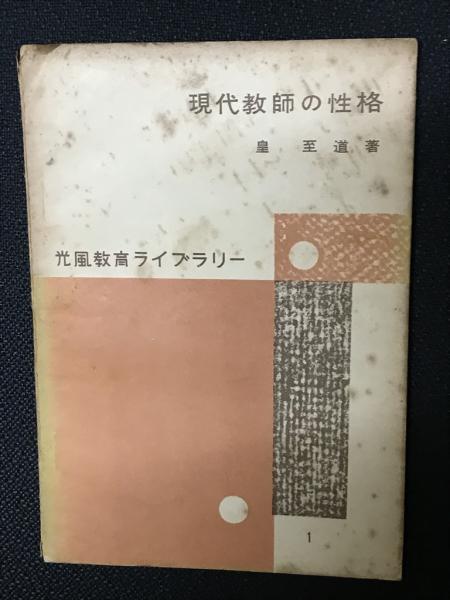 現代教師の性格
皇 至道著
光風教育ライブラリー
1